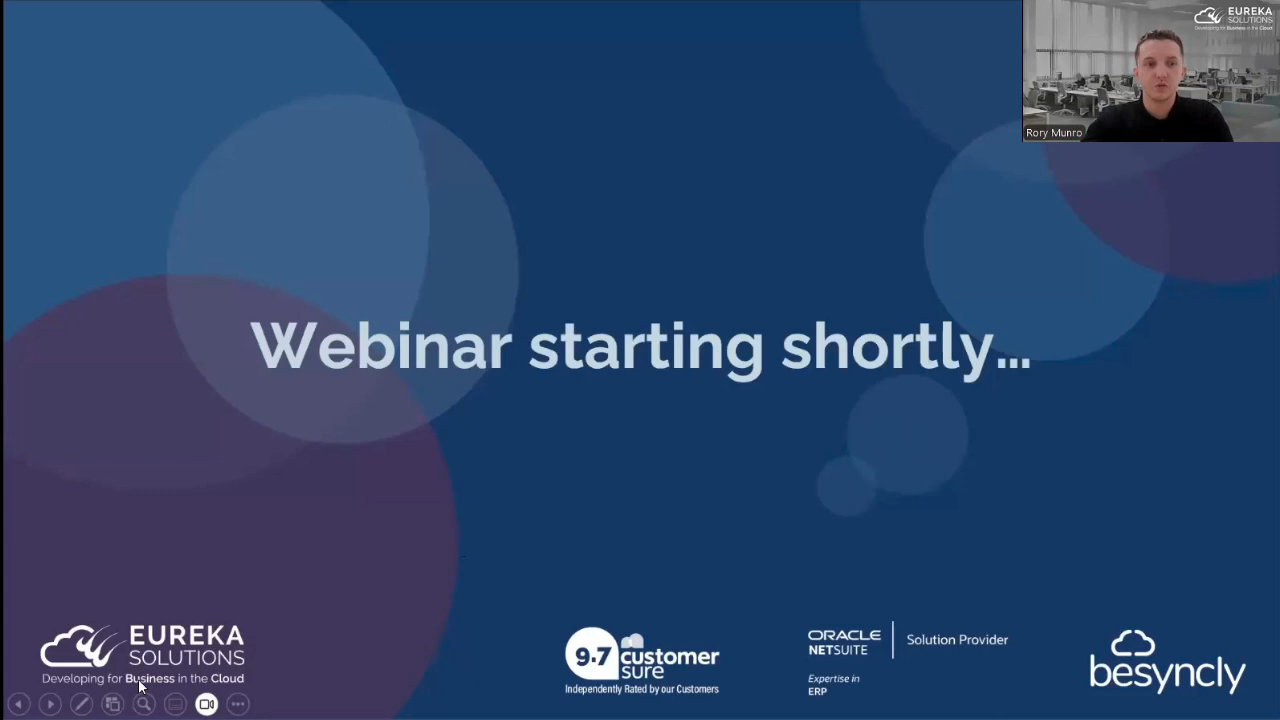 EUREKA
SOLUTIONS
Developing for Business in the Cloud
Rory Munro
Webinar starting shortly...
EUREKA
SOLUTIONS
Developing for Business in the Cloud
9.7 customer
sure
Independently Rated by our Customers
ORACLE
NETSUITE
Solution Provider
Expertise in
ERP
besyncly